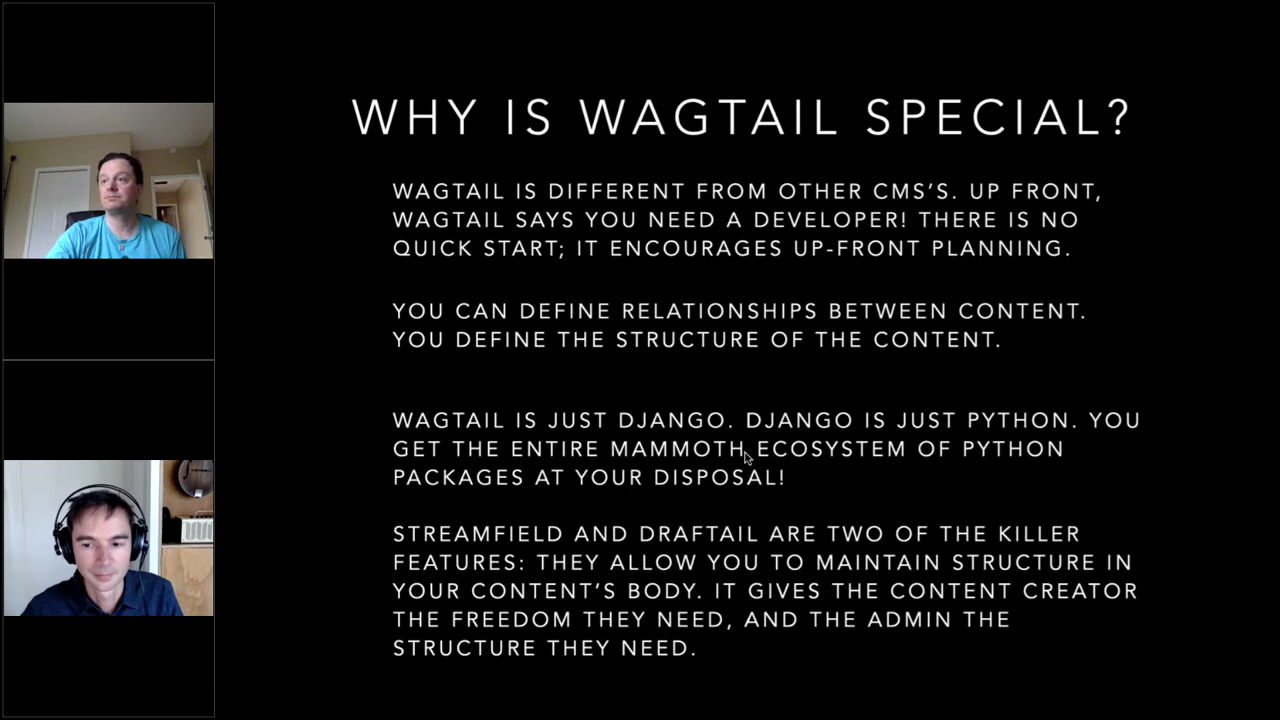 WHY IS WAGTAIL SPECIAL?
WAGTAIL IS DIFFERENT FROM OTHER CMS’S. UP FRONT,
WAGTAIL SAYS YOU NEED A DEVELOPER! THERE IS NO
QUICK START; IT ENCOURAGES UP-FRONT PLANNING.
YOU CAN DEFINE RELATIONSHIPS BETWEEN CONTENT.
YOU DEFINE THE STRUCTURE OF THE CONTENT.
WAGTAIL IS JUST DJANGO. DJANGO IS JUST PYTHON. YOU
GET THE ENTIRE MAMMOTH ECOSYSTEM OF PYTHON
PACKAGES AT YOUR DISPOSAL!
STREAMFIELD AND DRAFTAIL ARE TWO OF THE KILLER
FEATURES: THEY ALLOW YOU TO MAINTAIN STRUCTURE IN
YOUR CONTENT’S BODY. IT GIVES THE CONTENT CREATOR
THE FREEDOM THEY NEED, AND THE ADMIN THE
STRUCTURE THEY NEED.